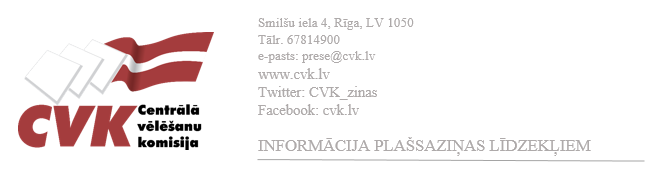 CVK Centrālā
vēlēšanu
komisija
Smilšu iela 4, Rīga, LV 1050
Tālr. 67814900
e-pasts: prese@cvk.lv
www.cvk.lv
Twitter: CVK_zinas
Facebook: cvk.lv
INFORMĀCIJA PLAŠSAZIŅAS LĪDZEKĻIEM